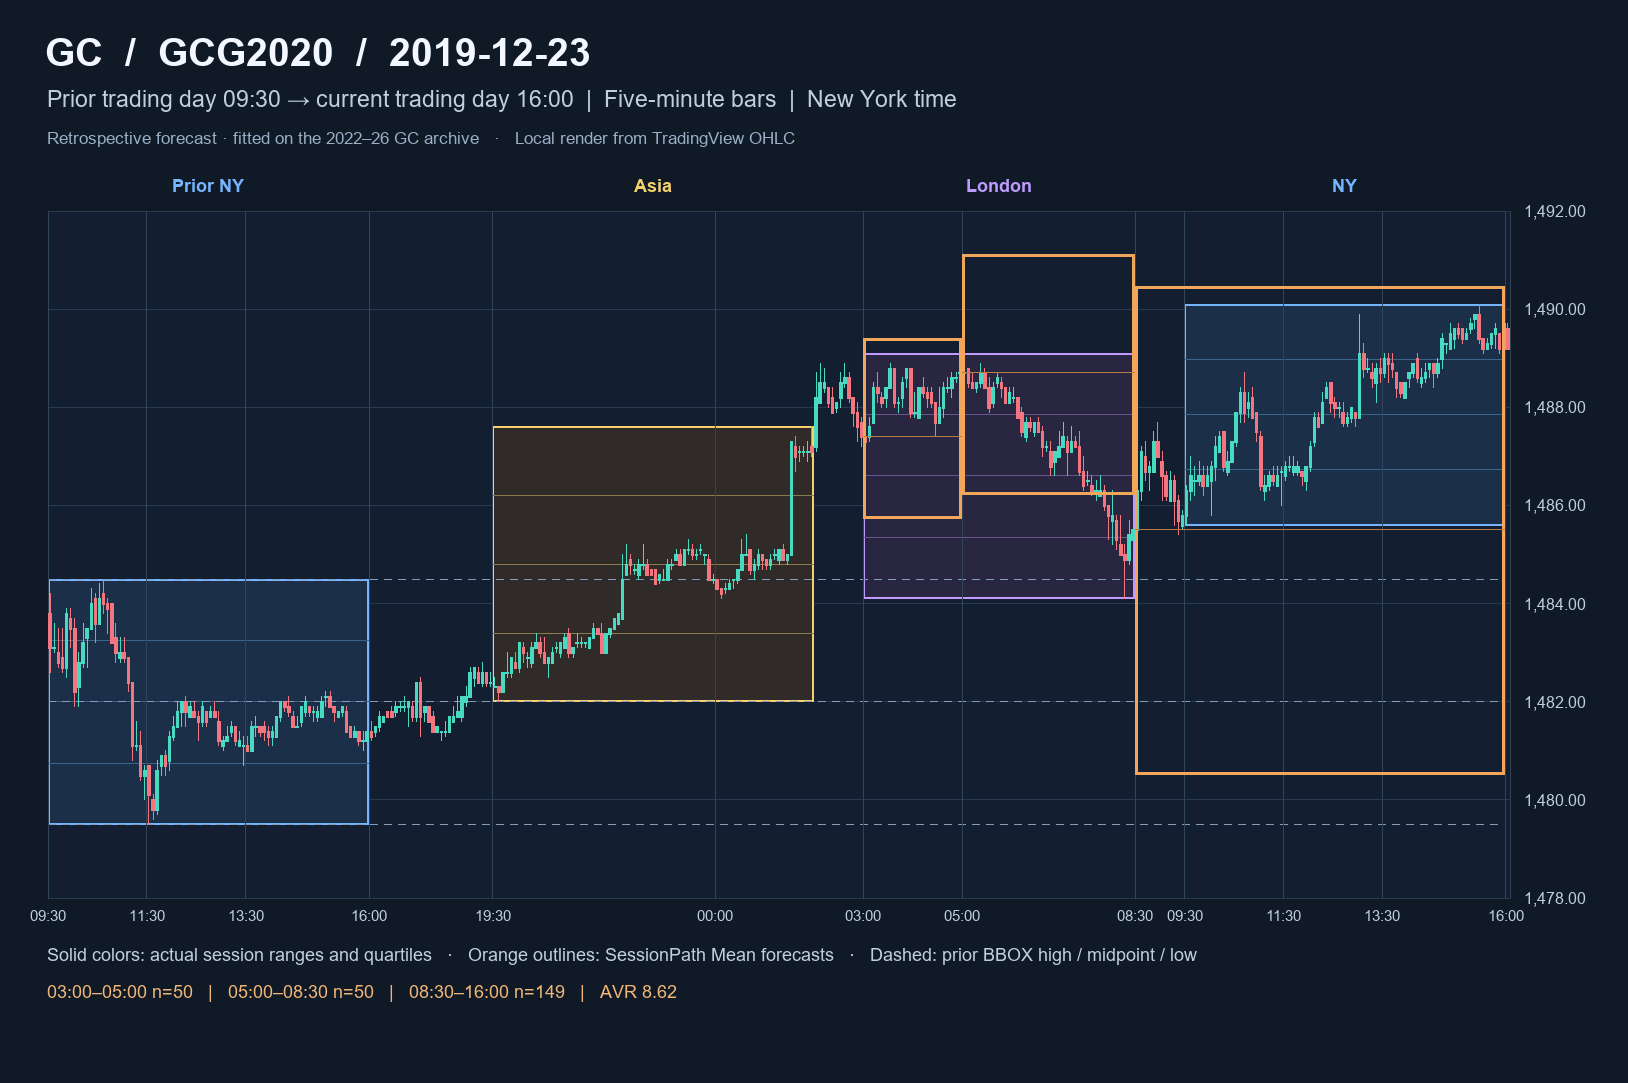 GC / GCG2020 / 2019-12-23
Prior trading day 09:30 → current trading day 16:00 | Five-minute bars | New York time
Retrospective forecast · fitted on the 2022–26 GC archive · Local render from TradingView OHLC
Prior NY Asia London NY
1,492.00
1,490.00
1,488.00
1,486.00
1,484.00
1,482.00
1,480.00
1,478.00
09:30 11:30 13:30 16:00 19:30 00:00 03:00 05:00 08:30 09:30 11:30 13:30 16:00
Solid colors: actual session ranges and quartiles · Orange outlines: SessionPath Mean forecasts · Dashed: prior BBOX high / midpoint / low
03:00–05:00 n=50 | 05:00–08:30 n=50 | 08:30–16:00 n=149 | AVR 8.62